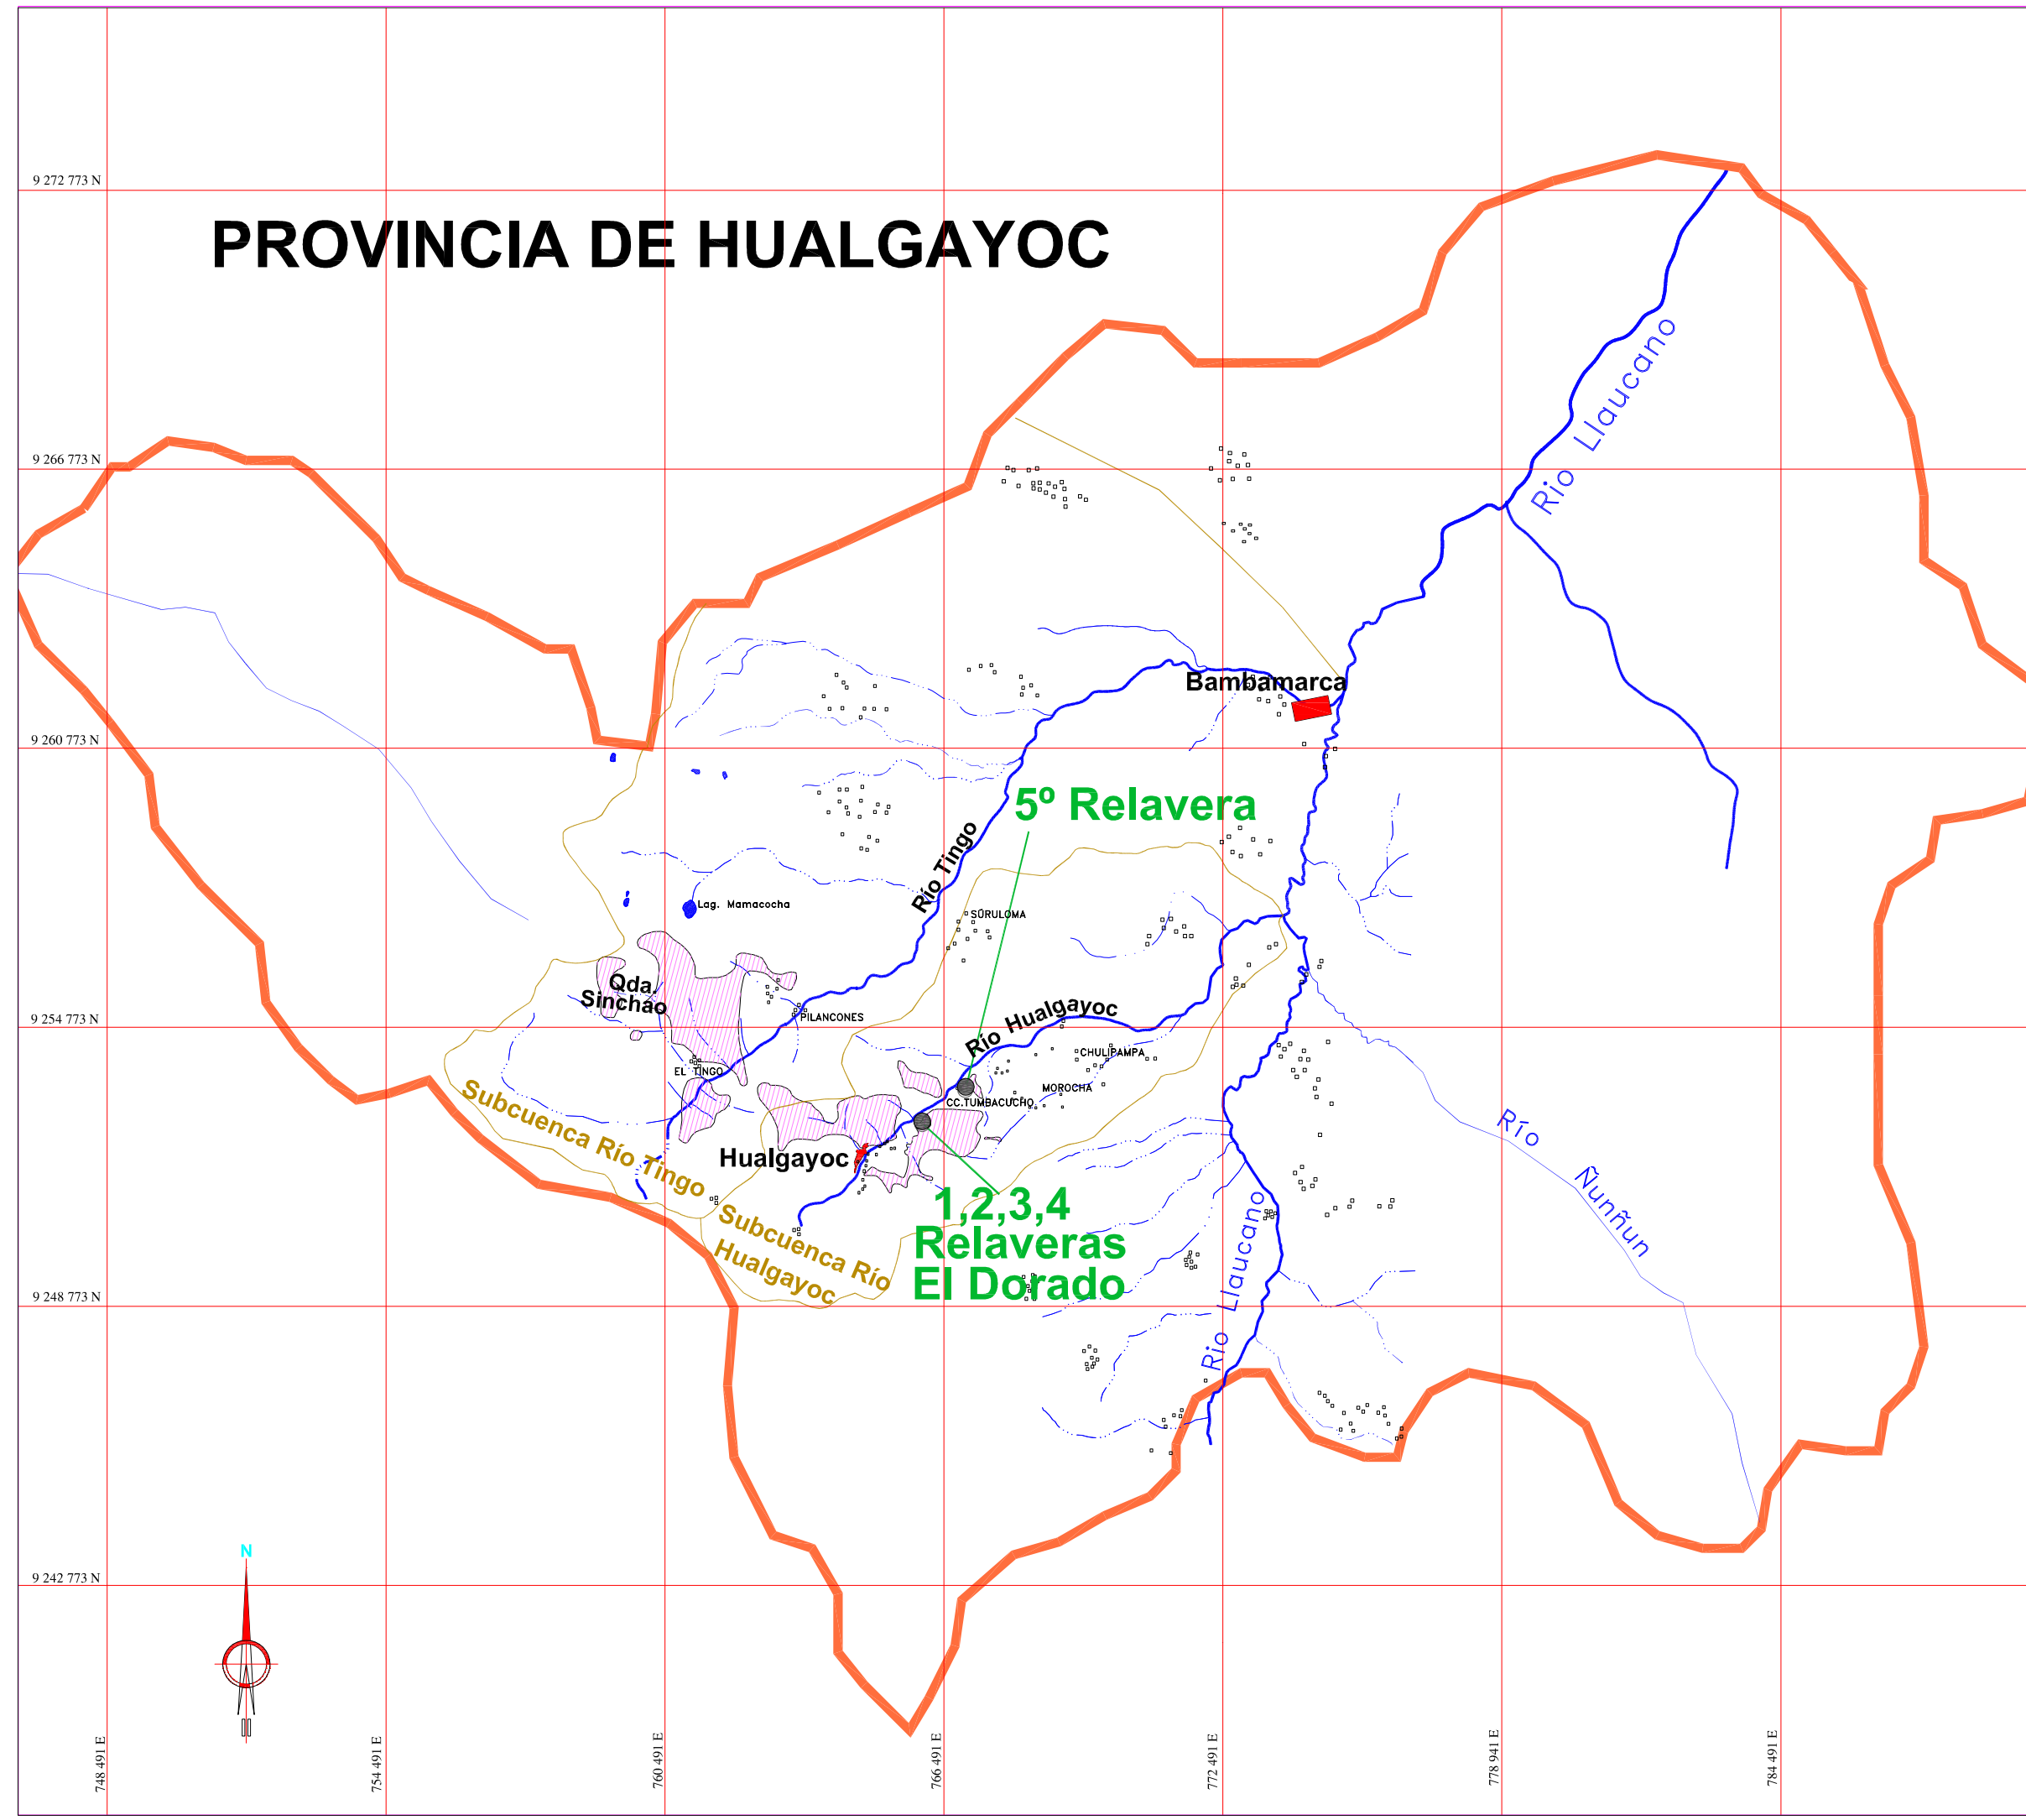 9 272 773 N
PROVINCIA DE HUALGAYOC
Rio Llaucano
9 266 773 N
Bambamarca
9 260 773 N
5º Relavera
Río Tingo
Lag. Mamacocha
SÚRULOMA
Qda.
Sinchao
PILANCONES
9 254 773 N
Río Hualgayoc
CHULIPAMPA
EL TINGO
MOROCHA
CC.TUMBACUCHO
Subcuenca Río Tingo
Hualgayoc
Río Ñunñun
1,2,3,4
Relaveras
El Dorado
Subcuenca Río
Hualgayoc
Rio Llaucano
9 248 773 N
N
9 242 773 N
748 491 E
754 491 E
760 491 E
766 491 E
772 491 E
778 941 E
784 491 E